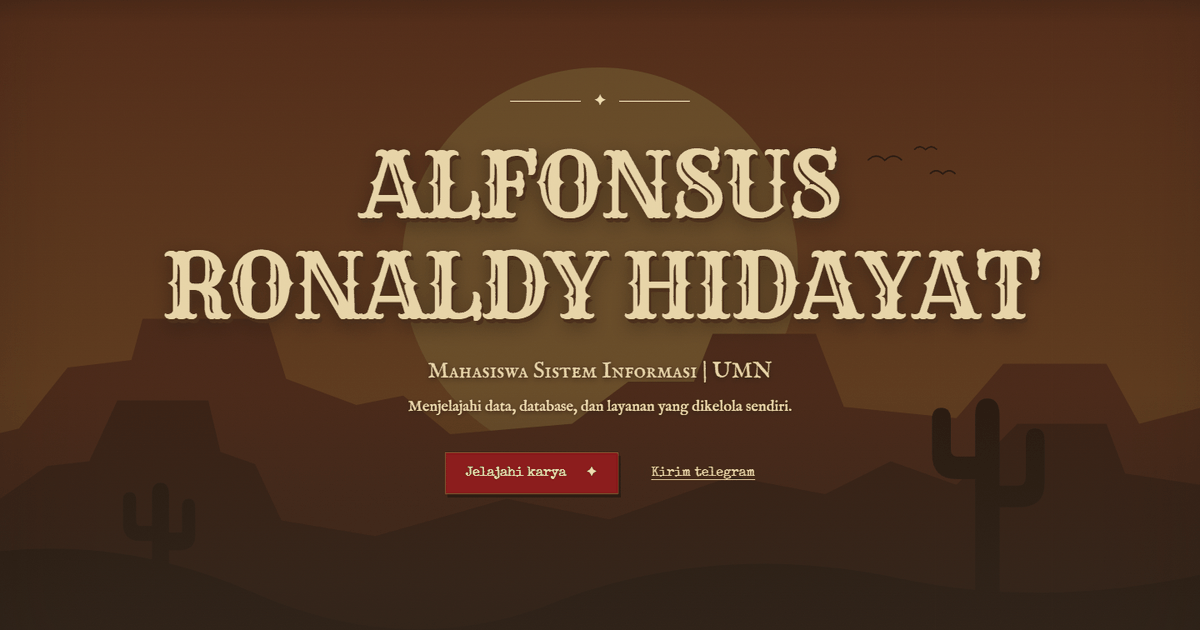 ALFONSUS
RONALDY HIDAYAT
Mahasiswa Sistem Informasi | UMN
Menjelajahi data, database, dan layanan yang dikelola sendiri.
Jelajahi karya ✦ Kirim telegram